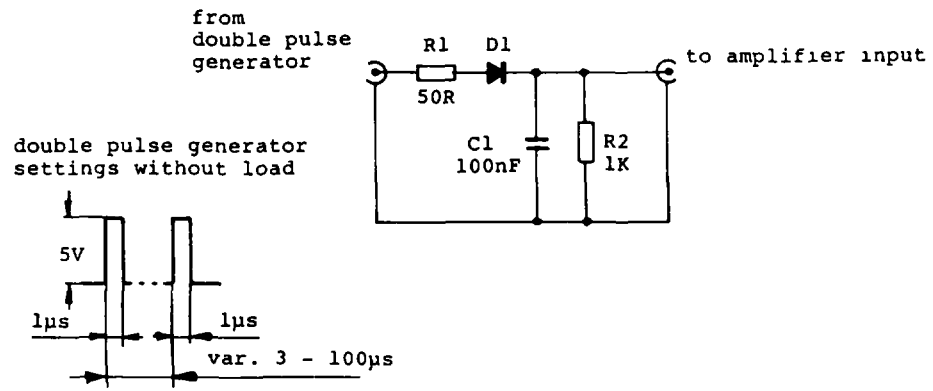 from
double pulse
generator
R1
D1
to amplifier input
50R
C1
100nF
R2
1K
double pulse generator
settings without load
5V
1µs
1µs
var. 3 - 100µs